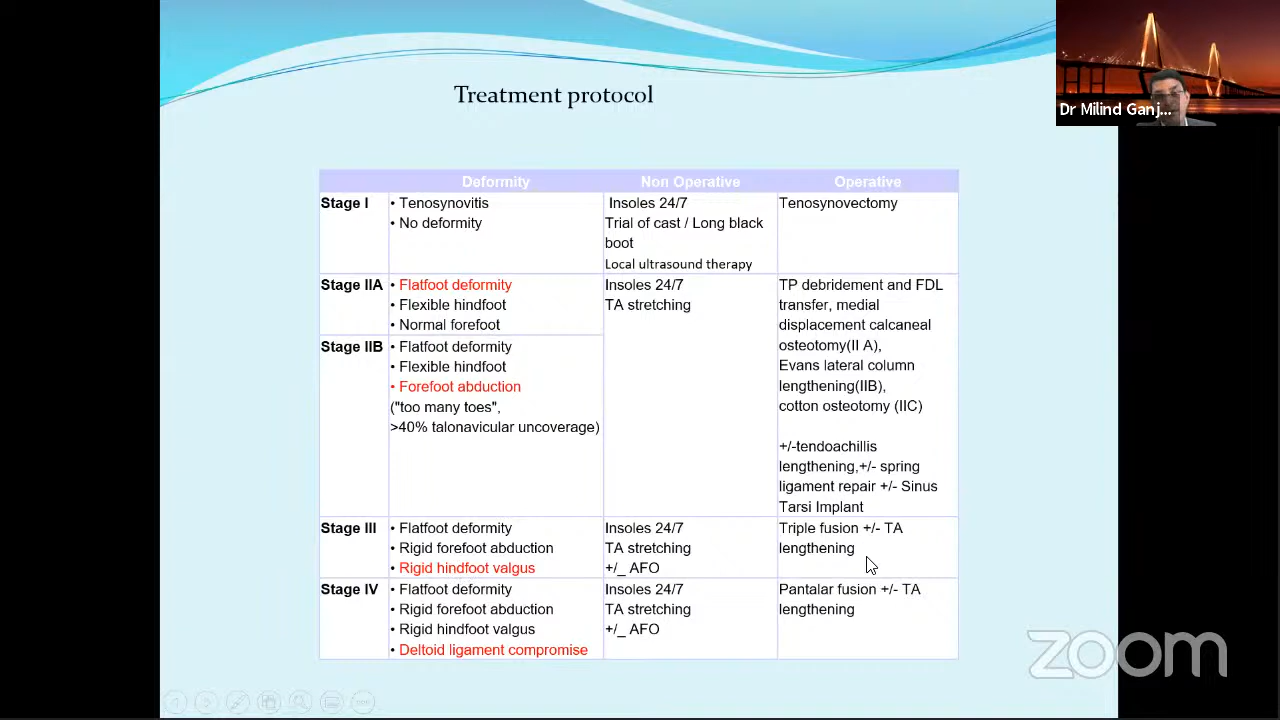 Treatment protocol
Dr Milind Ganj...
Deformity Non Operative Operative
Stage I
• Tenosynovitis
• No deformity
Insoles 24/7
Trial of cast / Long black
boot
Local ultrasound therapy
Tenosynovectomy
Stage IIA
• Flatfoot deformity
• Flexible hindfoot
• Normal forefoot
Insoles 24/7
TA stretching
TP debridement and FDL
transfer, medial
displacement calcaneal
osteotomy(II A),
Evans lateral column
lengthening(IIB),
cotton osteotomy (IIC)
+/-tendoachillis
lengthening,+/- spring
ligament repair +/- Sinus
Tarsi Implant
Stage IIB
• Flatfoot deformity
• Flexible hindfoot
• Forefoot abduction
("too many toes",
>40% talonavicular uncoverage)
Stage III
• Flatfoot deformity
• Rigid forefoot abduction
• Rigid hindfoot valgus
Insoles 24/7
TA stretching
+/_ AFO
Triple fusion +/- TA
lengthening
Stage IV
• Flatfoot deformity
• Rigid forefoot abduction
• Rigid hindfoot valgus
• Deltoid ligament compromise
Insoles 24/7
TA stretching
+/_ AFO
Pantalar fusion +/- TA
lengthening
zoom